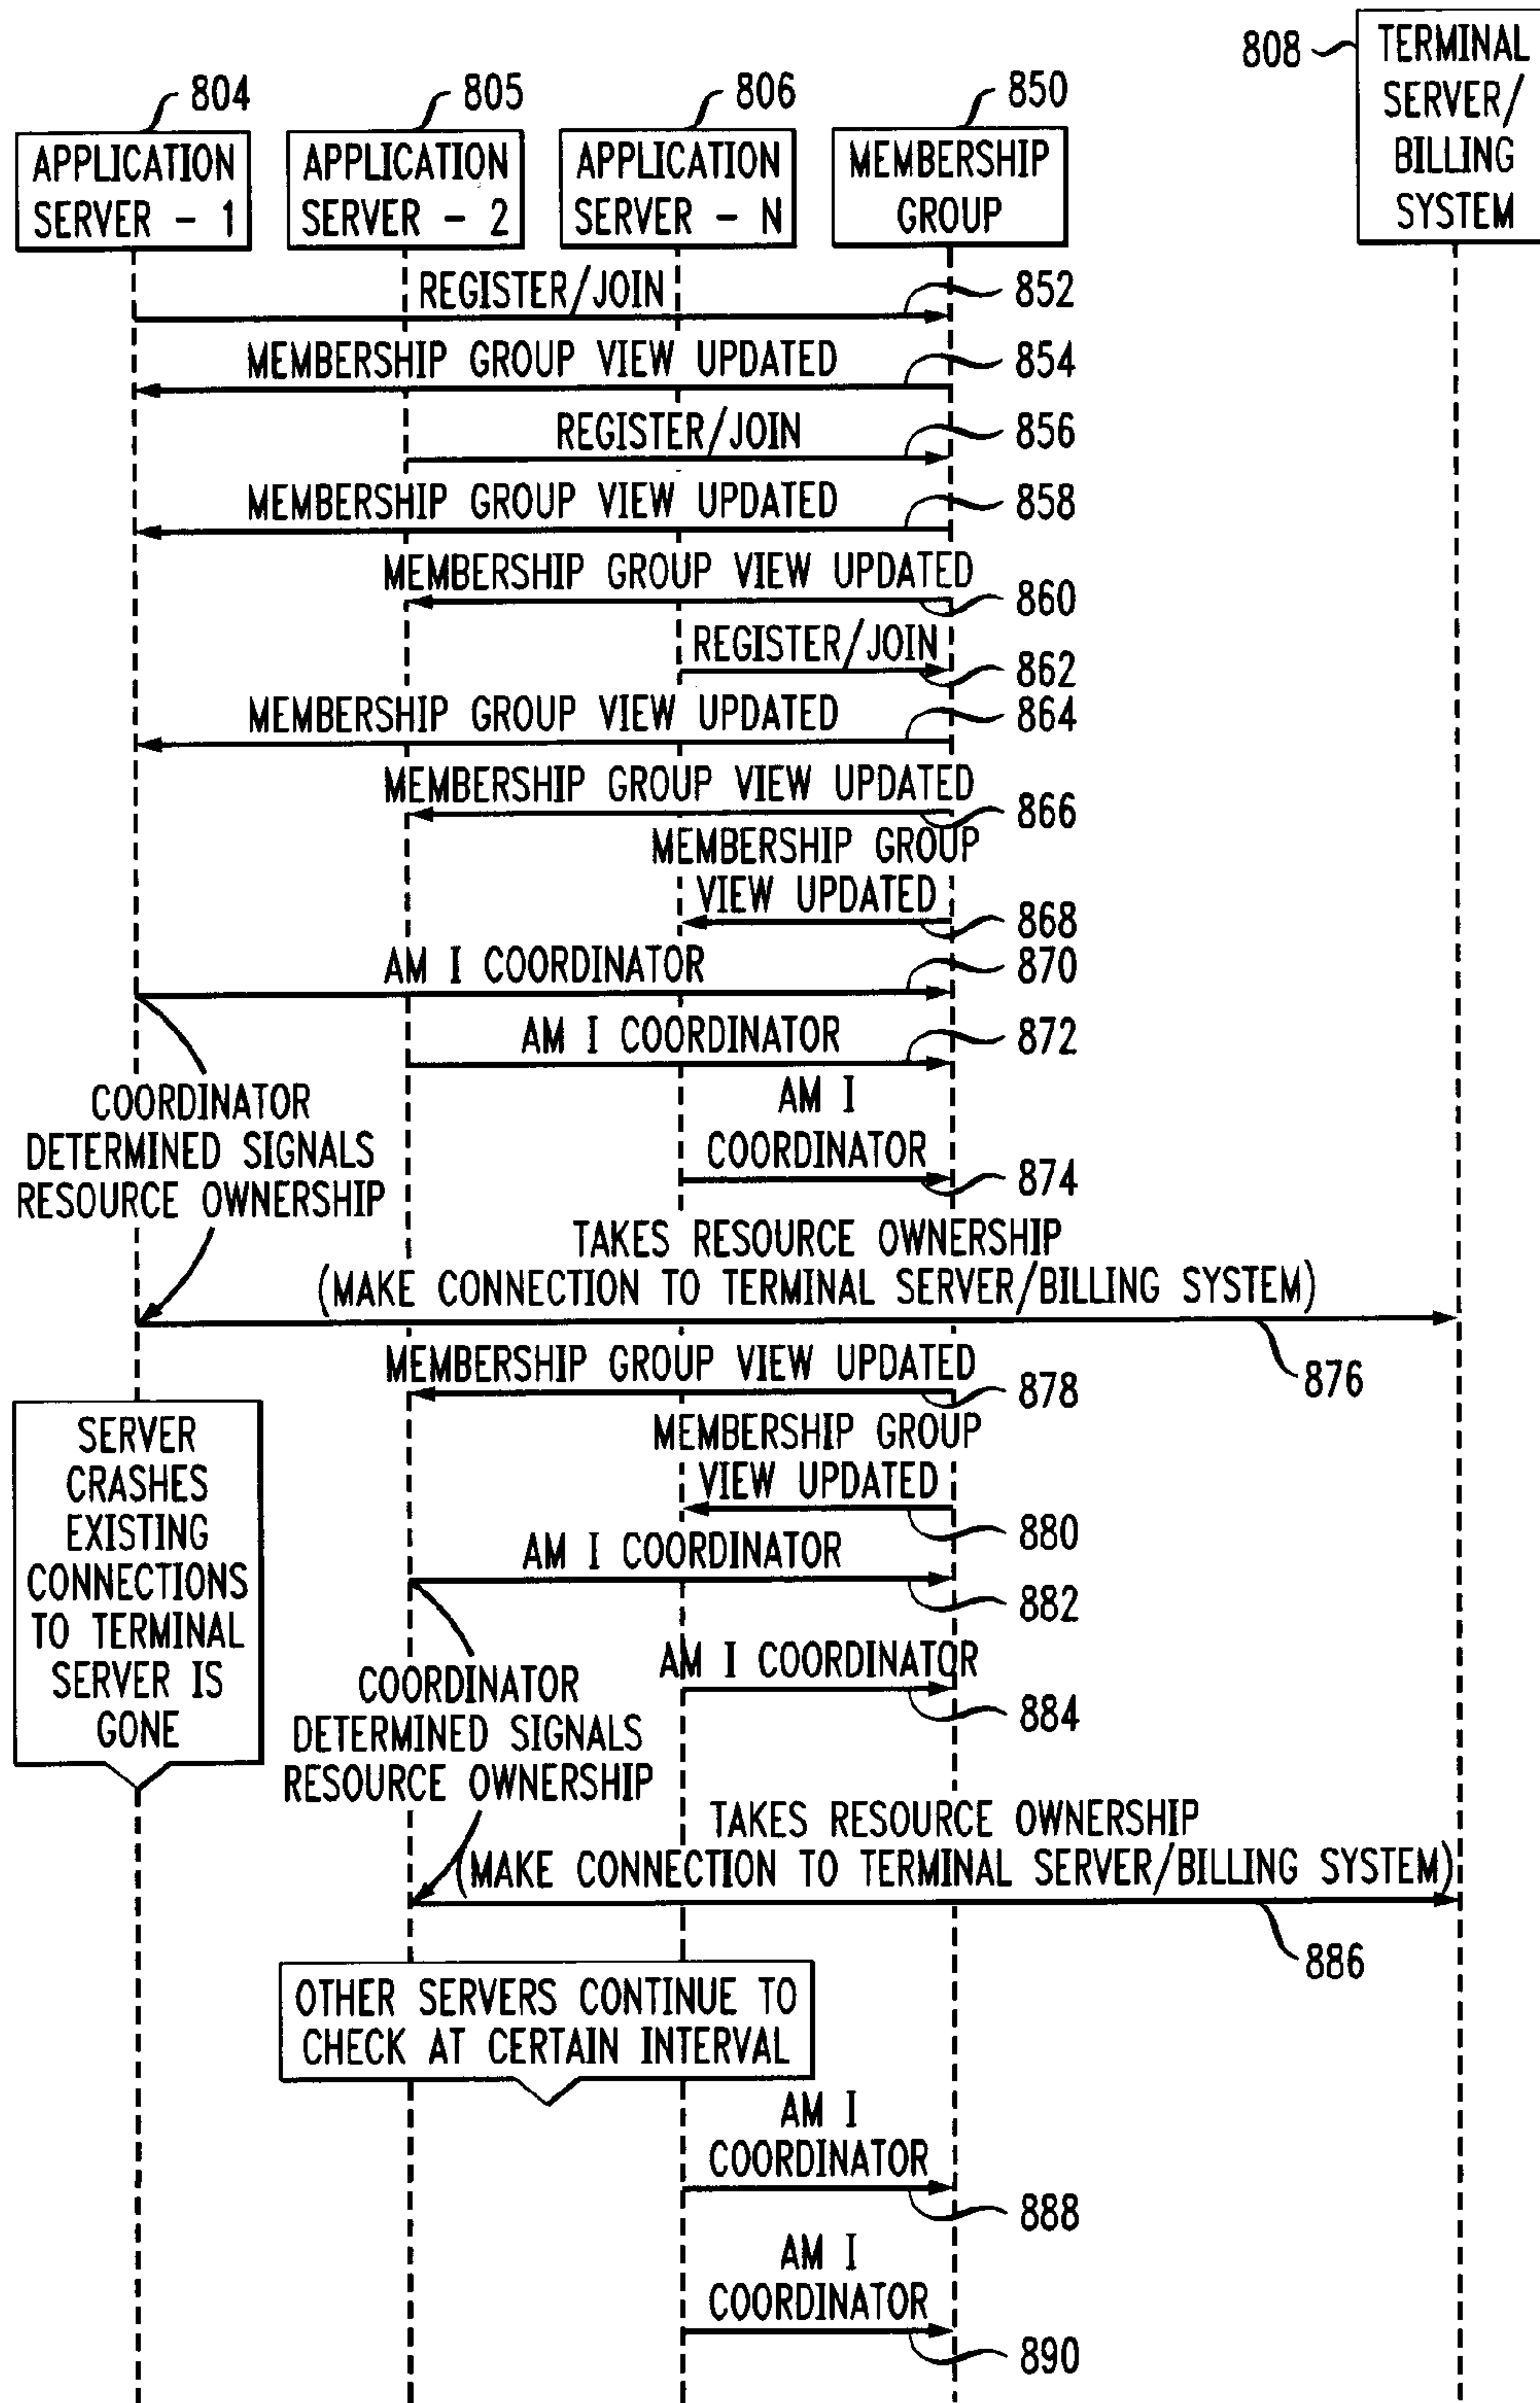 804
805
806
850
808
APPLICATION
SERVER - 1
APPLICATION
SERVER - 2
APPLICATION
SERVER - N
MEMBERSHIP
GROUP
TERMINAL
SERVER/
BILLING
SYSTEM
REGISTER/JOIN
852
MEMBERSHIP GROUP VIEW UPDATED
854
REGISTER/JOIN
856
MEMBERSHIP GROUP VIEW UPDATED
858
MEMBERSHIP GROUP VIEW UPDATED
860
REGISTER/JOIN
862
MEMBERSHIP GROUP VIEW UPDATED
864
MEMBERSHIP GROUP VIEW UPDATED
866
MEMBERSHIP GROUP
VIEW UPDATED
868
AM I COORDINATOR
870
AM I COORDINATOR
872
AM I
COORDINATOR
874
COORDINATOR
DETERMINED SIGNALS
RESOURCE OWNERSHIP
TAKES RESOURCE OWNERSHIP
(MAKE CONNECTION TO TERMINAL SERVER/BILLING SYSTEM)
876
MEMBERSHIP GROUP VIEW UPDATED
878
SERVER
CRASHES
EXISTING
CONNECTIONS
TO TERMINAL
SERVER IS
GONE
MEMBERSHIP GROUP
VIEW UPDATED
880
AM I COORDINATOR
882
AM I COORDINATOR
884
COORDINATOR
DETERMINED SIGNALS
RESOURCE OWNERSHIP
TAKES RESOURCE OWNERSHIP
(MAKE CONNECTION TO TERMINAL SERVER/BILLING SYSTEM)
886
OTHER SERVERS CONTINUE TO
CHECK AT CERTAIN INTERVAL
AM I
COORDINATOR
888
AM I
COORDINATOR
890